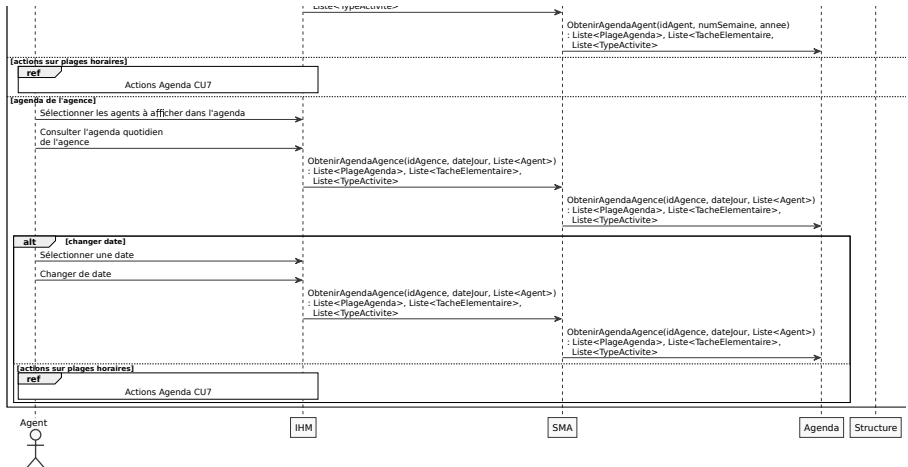 Liste<TypeActivite>
ObtenirAgendaAgent(idAgent, numSemaine, annee)
: Liste<PlageAgenda>, Liste<TacheElementaire,
Liste<TypeActivite>
[actions sur plages horaires]
ref
Actions Agenda CU7
[agenda de l'agence]
Sélectionner les agents à afficher dans l'agenda
Consulter l'agenda quotidien
de l'agence
ObtenirAgendaAgence(idAgence, dateJour, Liste<Agent>)
: Liste<PlageAgenda>, Liste<TacheElementaire>,
Liste<TypeActivite>
ObtenirAgendaAgence(idAgence, dateJour, Liste<Agent>)
: Liste<PlageAgenda>, Liste<TacheElementaire>,
Liste<TypeActivite>
alt [changer date]
Sélectionner une date
Changer de date
ObtenirAgendaAgence(idAgence, dateJour, Liste<Agent>)
: Liste<PlageAgenda>, Liste<TacheElementaire>,
Liste<TypeActivite>
ObtenirAgendaAgence(idAgence, dateJour, Liste<Agent>)
: Liste<PlageAgenda>, Liste<TacheElementaire>,
Liste<TypeActivite>
[actions sur plages horaires]
ref
Actions Agenda CU7
Agent
IHM
SMA
Agenda
Structure